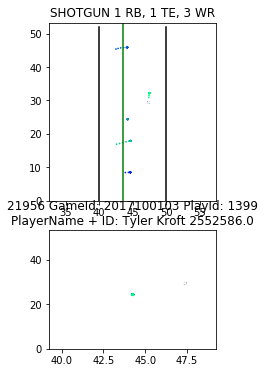 SHOTGUN 1 RB, 1 TE, 3 WR
50
40
30
20
10
0
35 40 45 50 55
21956 GameId: 2017100103 PlayId: 1399
PlayerName + ID: Tyler Kroft 2552586.0
40
20
0
40.0 42.5 45.0 47.5